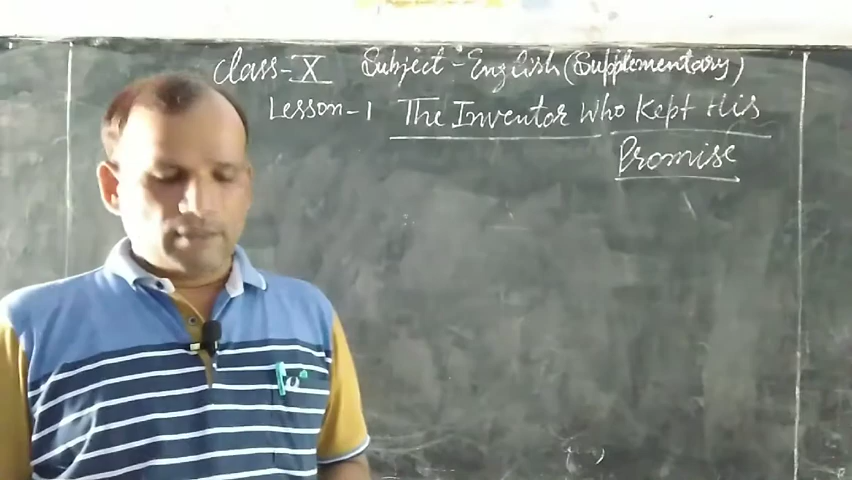 Class-X Subject-English (Supplementary)
Lesson-1 The Inventor Who Kept His
Promise